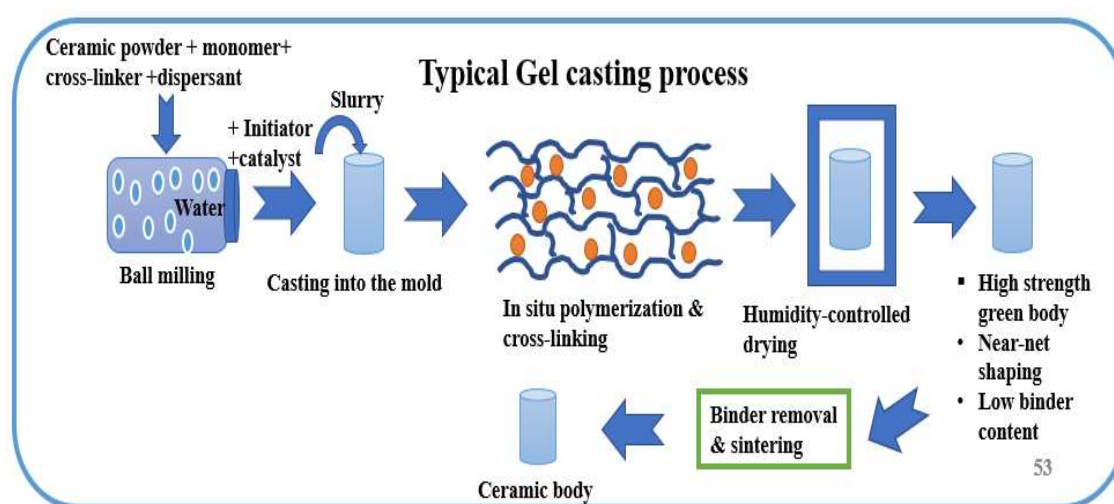 Typical Gel casting process
Ceramic powder + monomer+
cross-linker +dispersant
Water
Ball milling
+ Initiator
+catalyst
Slurry
Casting into the mold
In situ polymerization &
cross-linking
Humidity-controlled
drying
▪ High strength
green body
• Near-net
shaping
• Low binder
content
Binder removal
& sintering
Ceramic body
53